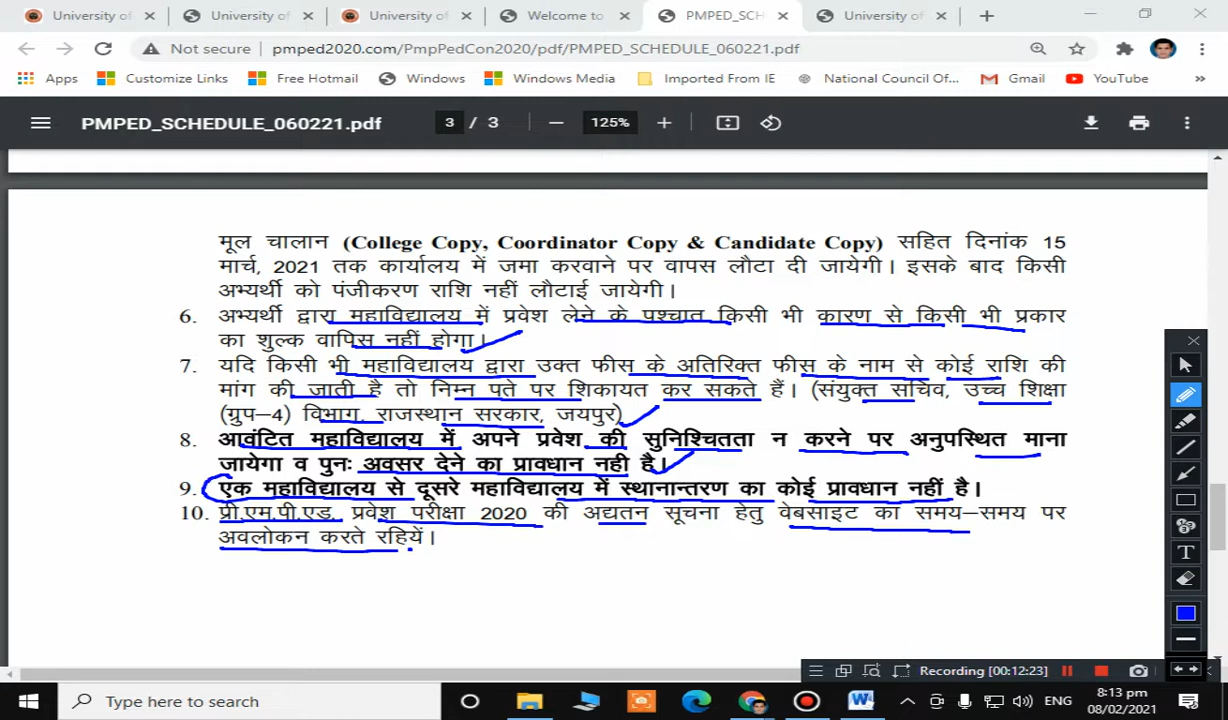 University of
University of
University of
Welcome to
PMPED_SCH
University of
Not secure
pmped2020.com/PmpPedCon2020/pdf/PMPED_SCHEDULE_060221.pdf
Apps
Customize Links
Free Hotmail
Windows
Windows Media
Imported From IE
National Council Of...
Gmail
YouTube
PMPED_SCHEDULE_060221.pdf
3 / 3
125%
मूल चालान (College Copy, Coordinator Copy & Candidate Copy) सहित दिनांक 15
मार्च, 2021 तक कार्यालय में जमा करवाने पर वापस लौटा दी जायेगी। इसके बाद किसी
अभ्यर्थी को पंजीकरण राशि नहीं लौटाई जायेगी।
6. अभ्यर्थी द्वारा महाविद्यालय में प्रवेश लेने के पश्चात किसी भी कारण से किसी भी प्रकार
का शुल्क वापिस नहीं होगा।
7. यदि किसी भी महाविद्यालय द्वारा उक्त फीस के अतिरिक्त फीस के नाम से कोई राशि की
मांग की जाती है तो निम्न पते पर शिकायत कर सकते हैं। (संयुक्त सचिव, उच्च शिक्षा
(ग्रुप–4) विभाग, राजस्थान सरकार, जयपुर)
8. आवंटित महाविद्यालय में अपने प्रवेश की सुनिश्चितता न करने पर अनुपस्थित माना
जायेगा व पुनः अवसर देने का प्रावधान नही है।
9. एक महाविद्यालय से दूसरे महाविद्यालय में स्थानान्तरण का कोई प्रावधान नहीं है।
10. प्री.एम.पी.एड. प्रवेश परीक्षा 2020 की अद्यतन सूचना हेतु वेबसाइट का समय–समय पर
अवलोकन करते रहियें।
Recording [00:12:23]
Type here to search
ENG
8:13 pm
08/02/2021